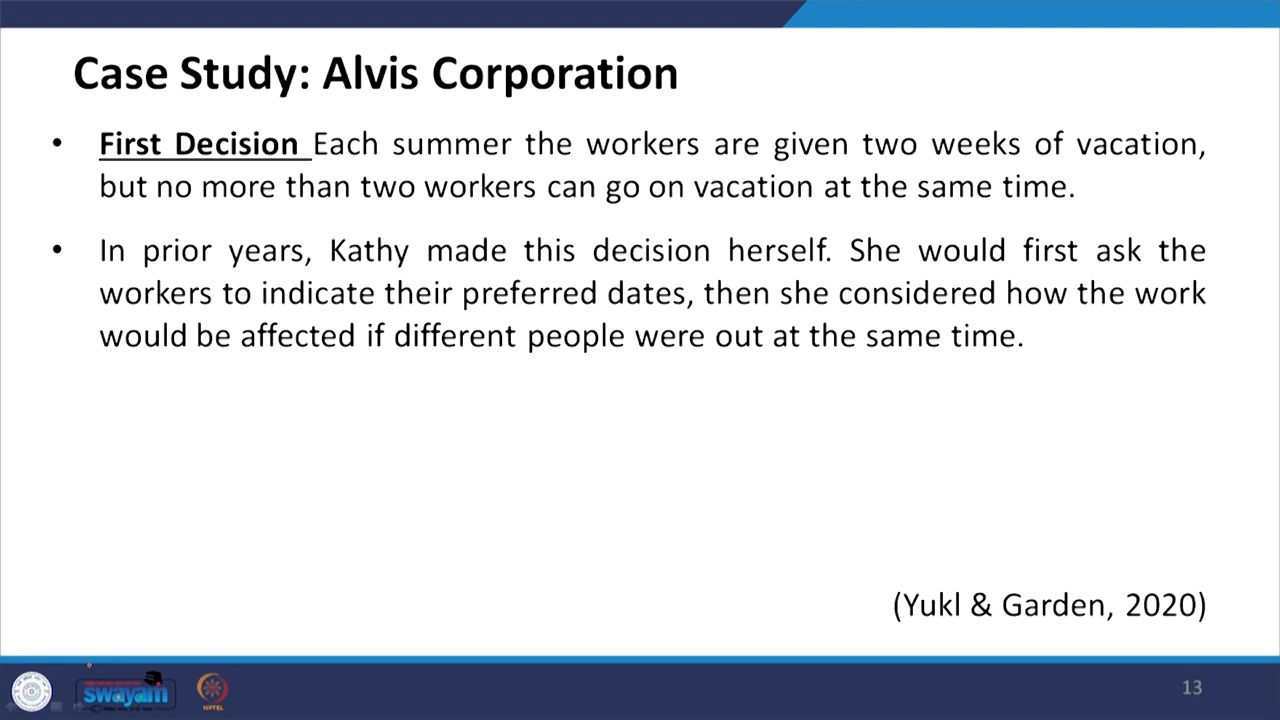 Case Study: Alvis Corporation
• First Decision Each summer the workers are given two weeks of vacation,
but no more than two workers can go on vacation at the same time.
• In prior years, Kathy made this decision herself. She would first ask the
workers to indicate their preferred dates, then she considered how the work
would be affected if different people were out at the same time.
(Yukl & Garden, 2020)
swayam
NPTEL
13